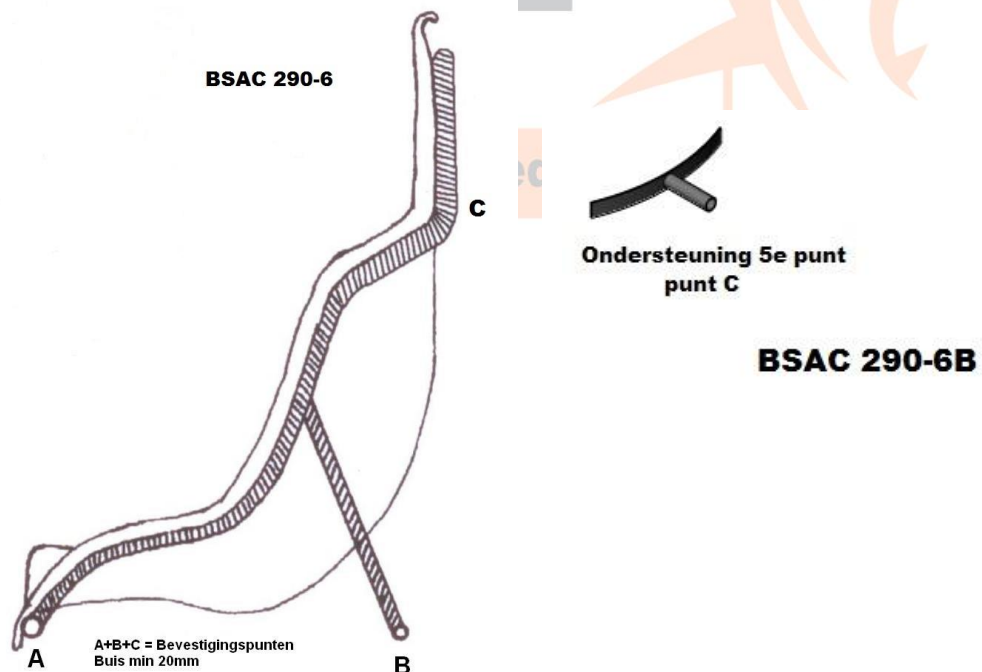 BSAC 290-6
C
Ondersteuning 5e punt
punt C
BSAC 290-6B
A+B+C = Bevestigingspunten
Buis min 20mm
A
B